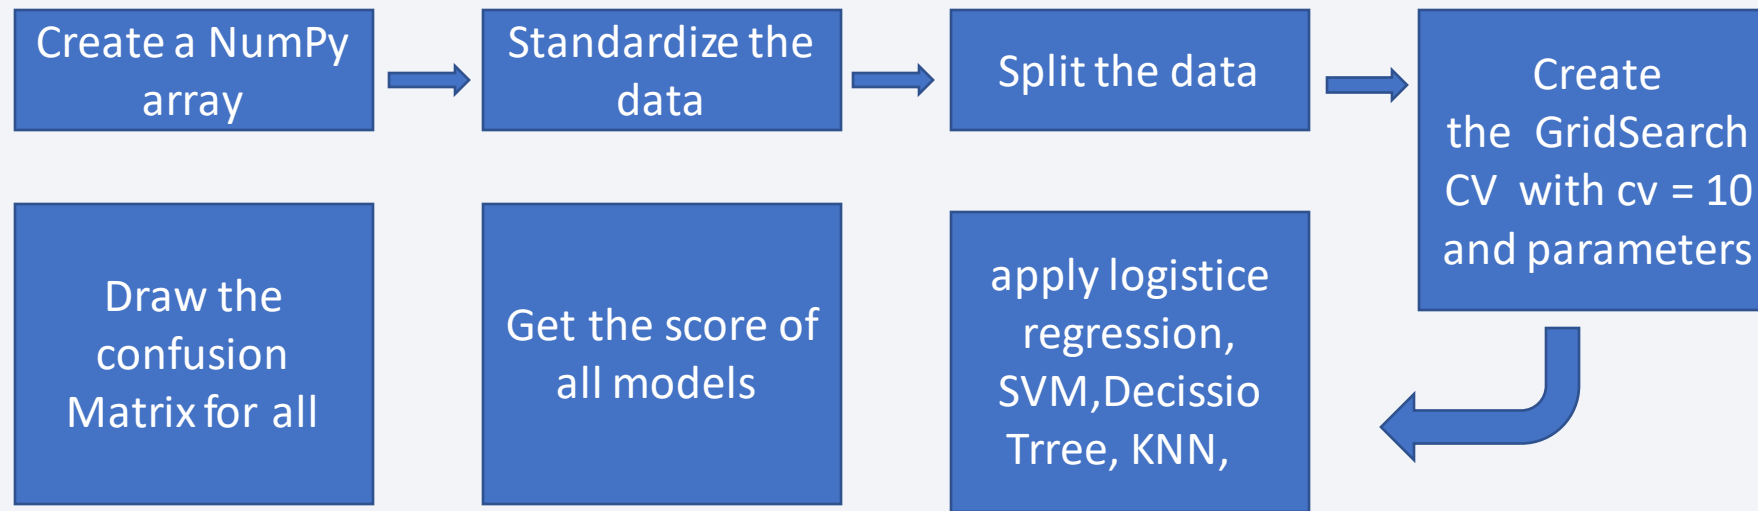 Create a NumPy
array
Standardize the
data
Split the data
Create
the GridSearch
CV with cv = 10
and parameters
apply logistice
regression,
SVM,Decissio
Trree, KNN,
Get the score of
all models
Draw the
confusion
Matrix for all